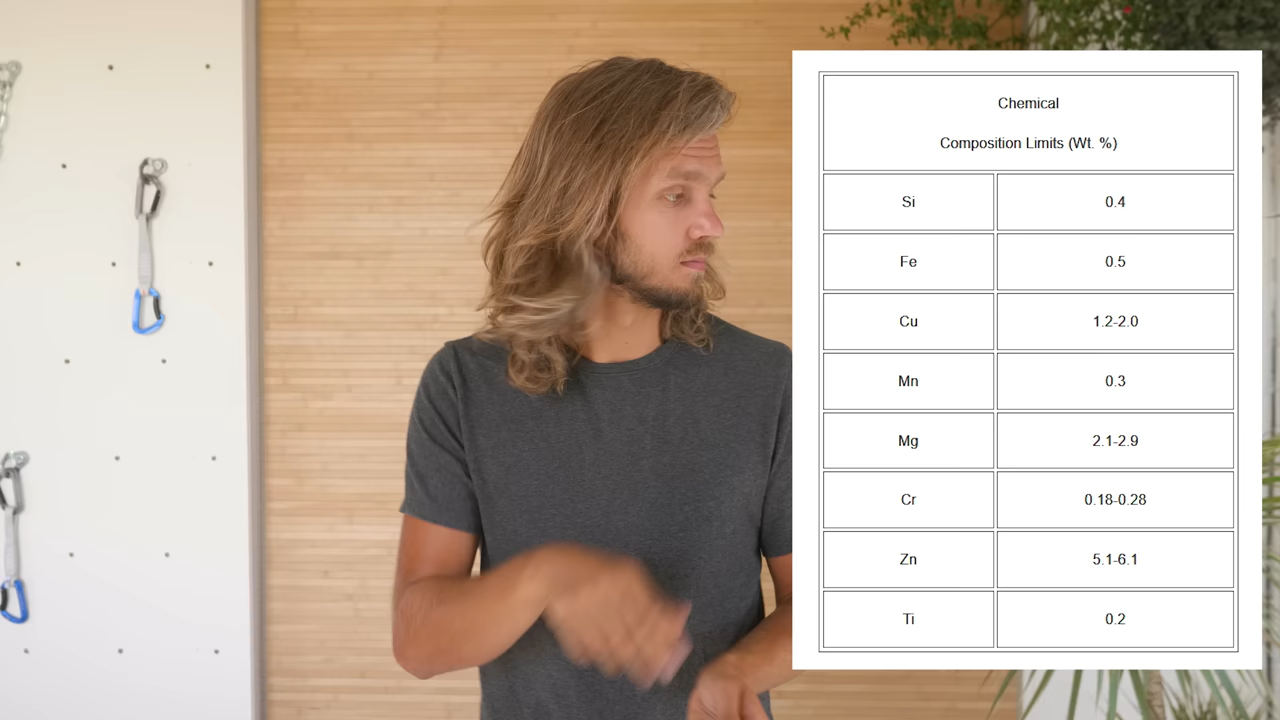 Chemical
Composition Limits (Wt. %)
Si 0.4
Fe 0.5
Cu 1.2-2.0
Mn 0.3
Mg 2.1-2.9
Cr 0.18-0.28
Zn 5.1-6.1
Ti 0.2